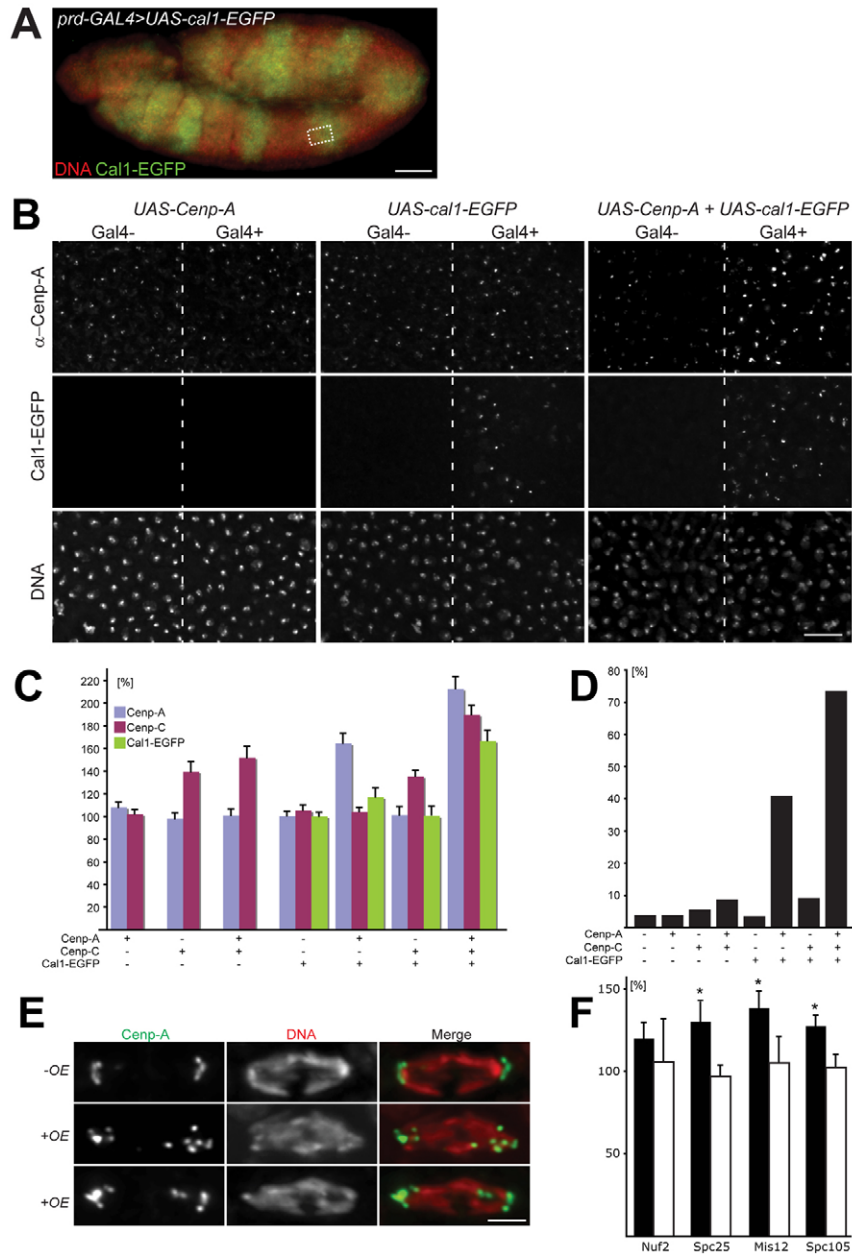 A
prd-GAL4>UAS-cal1-EGFP
DNA Cal1-EGFP
B
UAS-Cenp-A UAS-cal1-EGFP UAS-Cenp-A + UAS-cal1-EGFP
Gal4- Gal4+ Gal4- Gal4+ Gal4- Gal4+
α–Cenp-A
Cal1-EGFP
DNA
C
[%]
Cenp-A
Cenp-C
Cal1-EGFP
220
200
180
160
140
120
100
80
60
40
20
Cenp-A + - + - + - +
Cenp-C - + + - - + +
Cal1-EGFP - - - + + + +
D
[%]
80
70
60
50
40
30
20
10
Cenp-A - + - + - + - +
Cenp-C - - + + - - + +
Cal1-EGFP - - - - + + + +
E
Cenp-A DNA Merge
-OE
+OE
+OE
F
[%]
150
100
50
* * *
Nuf2 Spc25 Mis12 Spc105